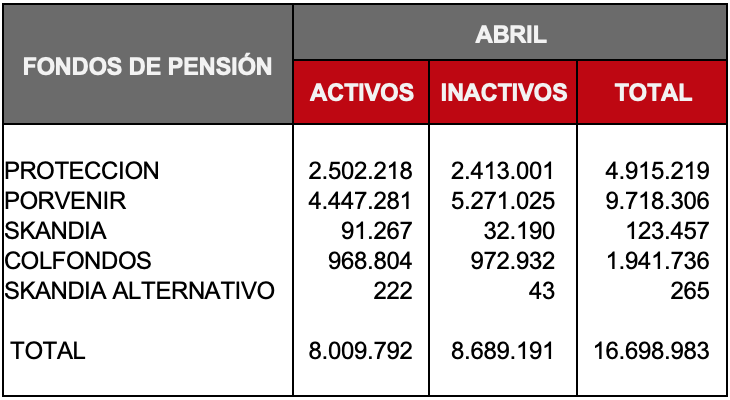 FONDOS DE PENSIÓN
ABRIL
ACTIVOS INACTIVOS TOTAL
PROTECCION 2.502.218 2.413.001 4.915.219
PORVENIR 4.447.281 5.271.025 9.718.306
SKANDIA 91.267 32.190 123.457
COLFONDOS 968.804 972.932 1.941.736
SKANDIA ALTERNATIVO 222 43 265
TOTAL 8.009.792 8.689.191 16.698.983